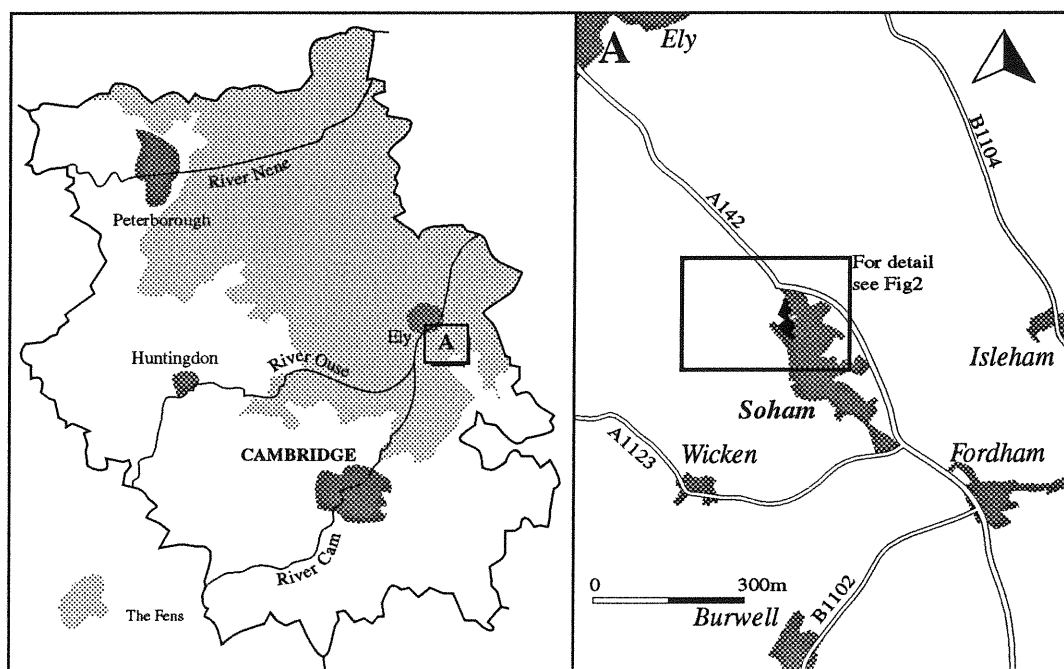 River Nene
Peterborough
Ely
A
Huntingdon
River Ouse
CAMBRIDGE
River Cam
The Fens
A
Ely
B1104
A142
For detail
see Fig2
Isleham
Soham
A1123
Wicken
Fordham
0 300m
B1102
Burwell